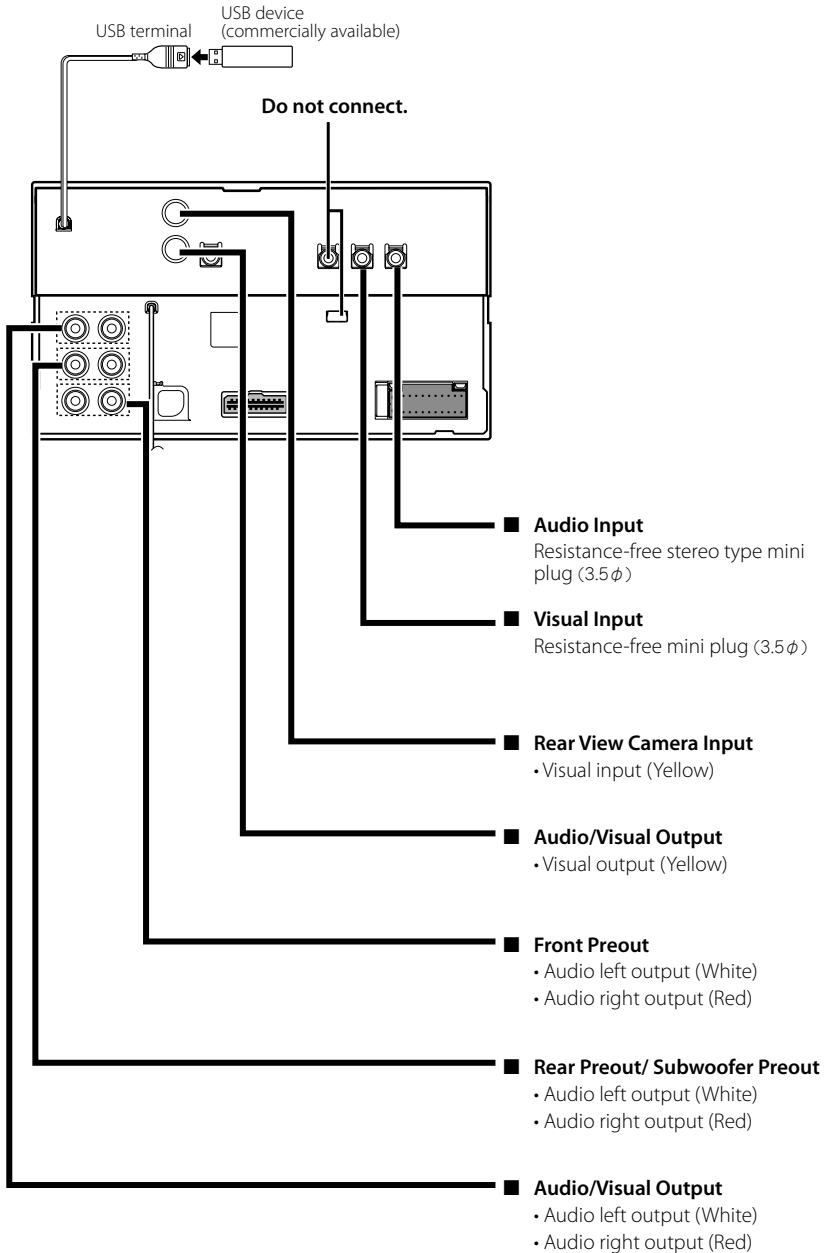 USB device
USB terminal
(commercially available)
Do not connect.
■ Audio Input
Resistance-free stereo type mini
plug (3.5φ)
■ Visual Input
Resistance-free mini plug (3.5φ)
■ Rear View Camera Input
• Visual input (Yellow)
■ Audio/Visual Output
• Visual output (Yellow)
■ Front Preout
• Audio left output (White)
• Audio right output (Red)
■ Rear Preout/ Subwoofer Preout
• Audio left output (White)
• Audio right output (Red)
■ Audio/Visual Output
• Audio left output (White)
• Audio right output (Red)